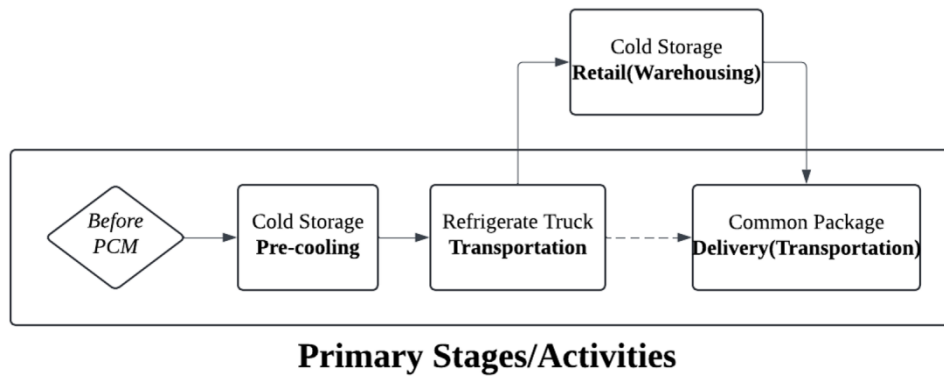 Cold Storage
Retail(Warehousing)
Before
PCM
Cold Storage
Pre-cooling
Refrigerate Truck
Transportation
Common Package
Delivery(Transportation)
Primary Stages/Activities